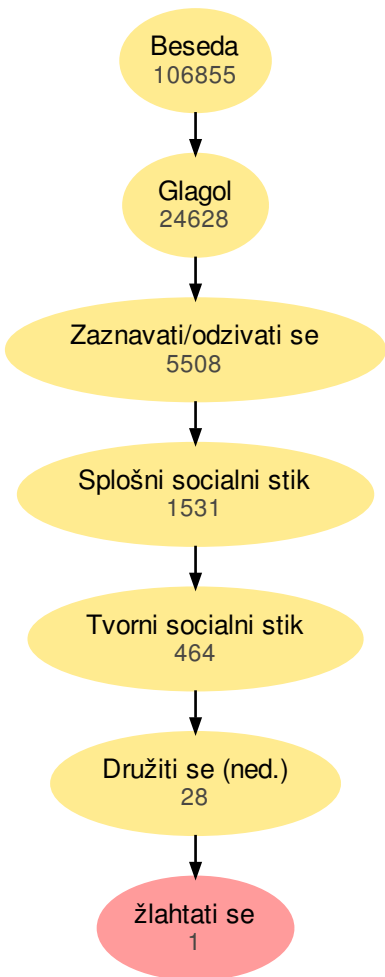 Beseda
106855
Glagol
24628
Zaznavati/odzivati se
5508
Splošni socialni stik
1531
Tvorni socialni stik
464
Družiti se (ned.)
28
žlahtati se
1